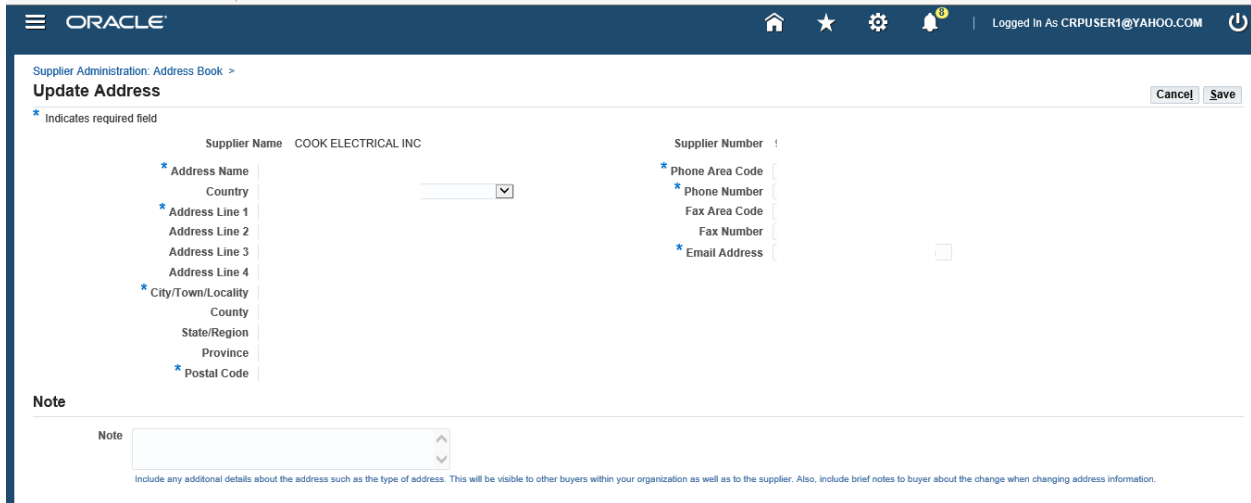 ORACLE
8
Logged In As CRPUSER1@YAHOO.COM
Supplier Administration: Address Book >
Update Address
Cancel Save
* Indicates required field
Supplier Name COOK ELECTRICAL INC
Supplier Number
* Address Name
* Phone Area Code
Country
* Phone Number
* Address Line 1
Fax Area Code
Address Line 2
Fax Number
Address Line 3
* Email Address
Address Line 4
* City/Town/Locality
County
State/Region
Province
* Postal Code
Note
Note
Include any additonal details about the address such as the type of address. This will be visible to other buyers within your organization as well as to the supplier. Also, include brief notes to buyer about the change when changing address information.